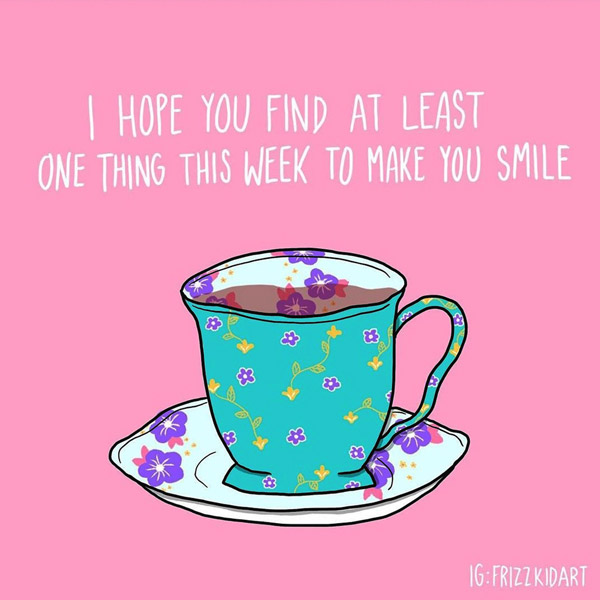 I HOPE YOU FIND AT LEAST
ONE THING THIS WEEK TO MAKE YOU SMILE
IG:FRIZZKIDART